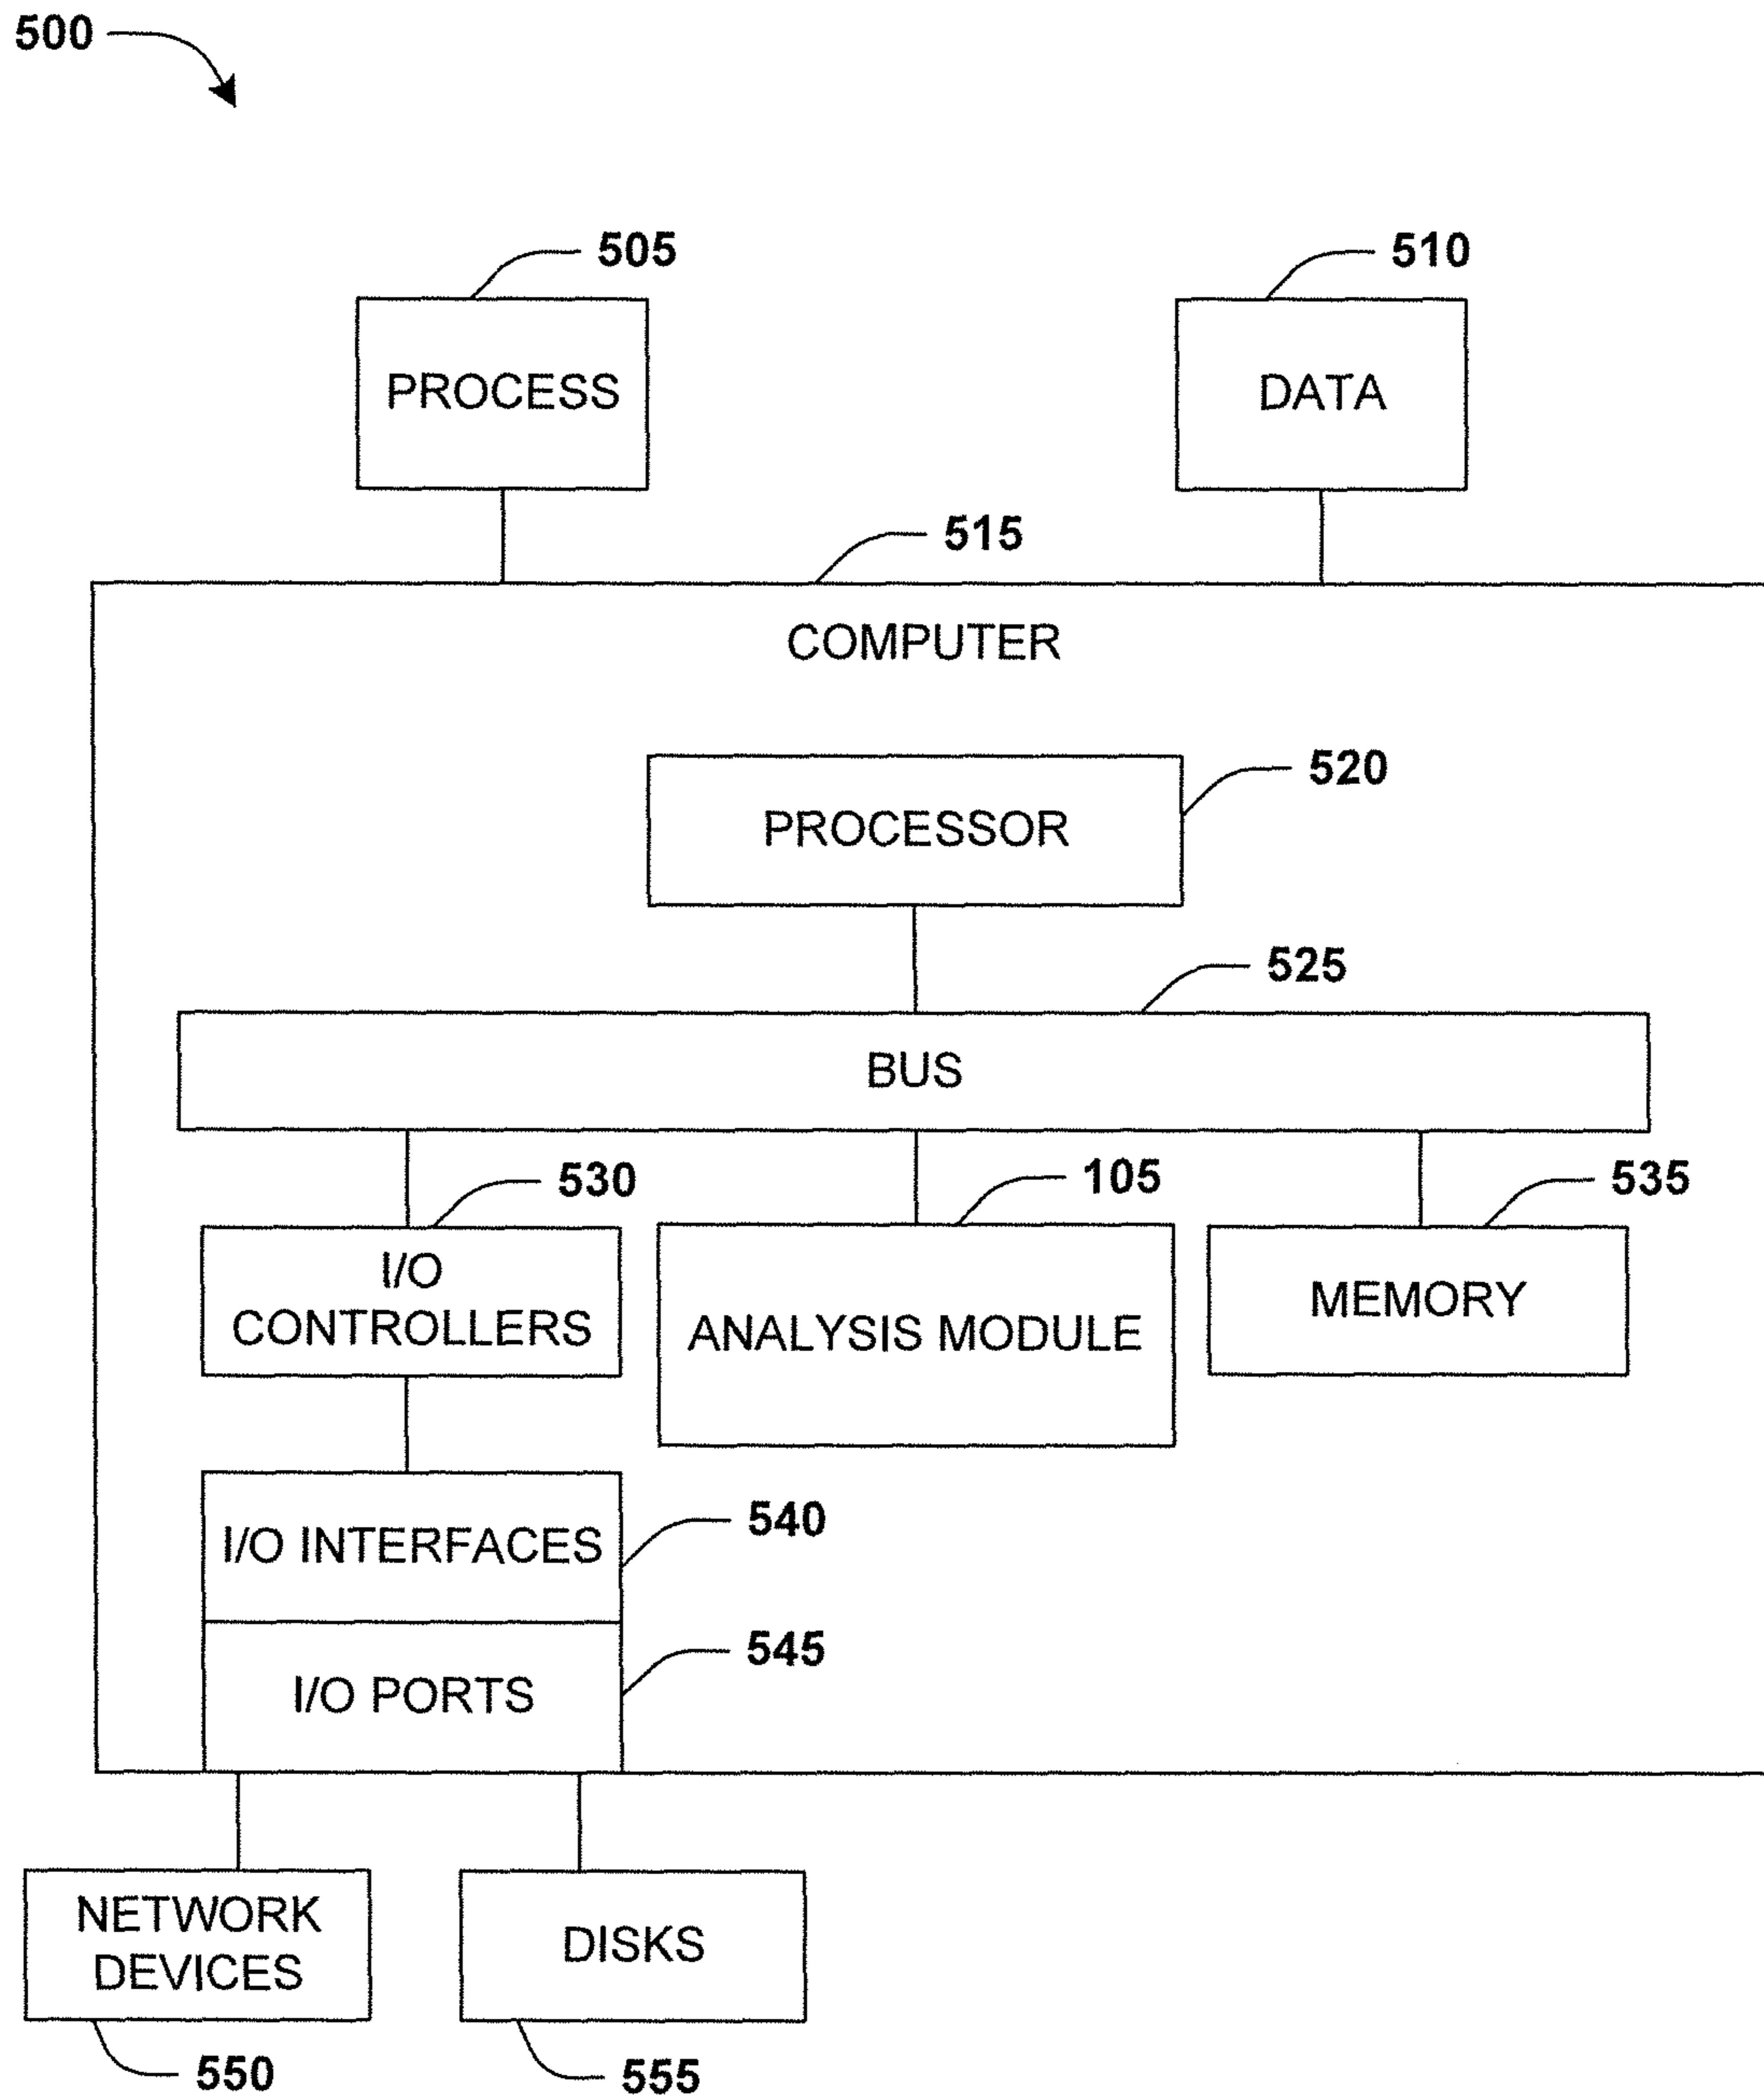 500
505
510
PROCESS
DATA
515
COMPUTER
520
PROCESSOR
525
BUS
530
105
535
I/O
CONTROLLERS
ANALYSIS MODULE
MEMORY
540
I/O INTERFACES
545
I/O PORTS
NETWORK
DEVICES
DISKS
550
555